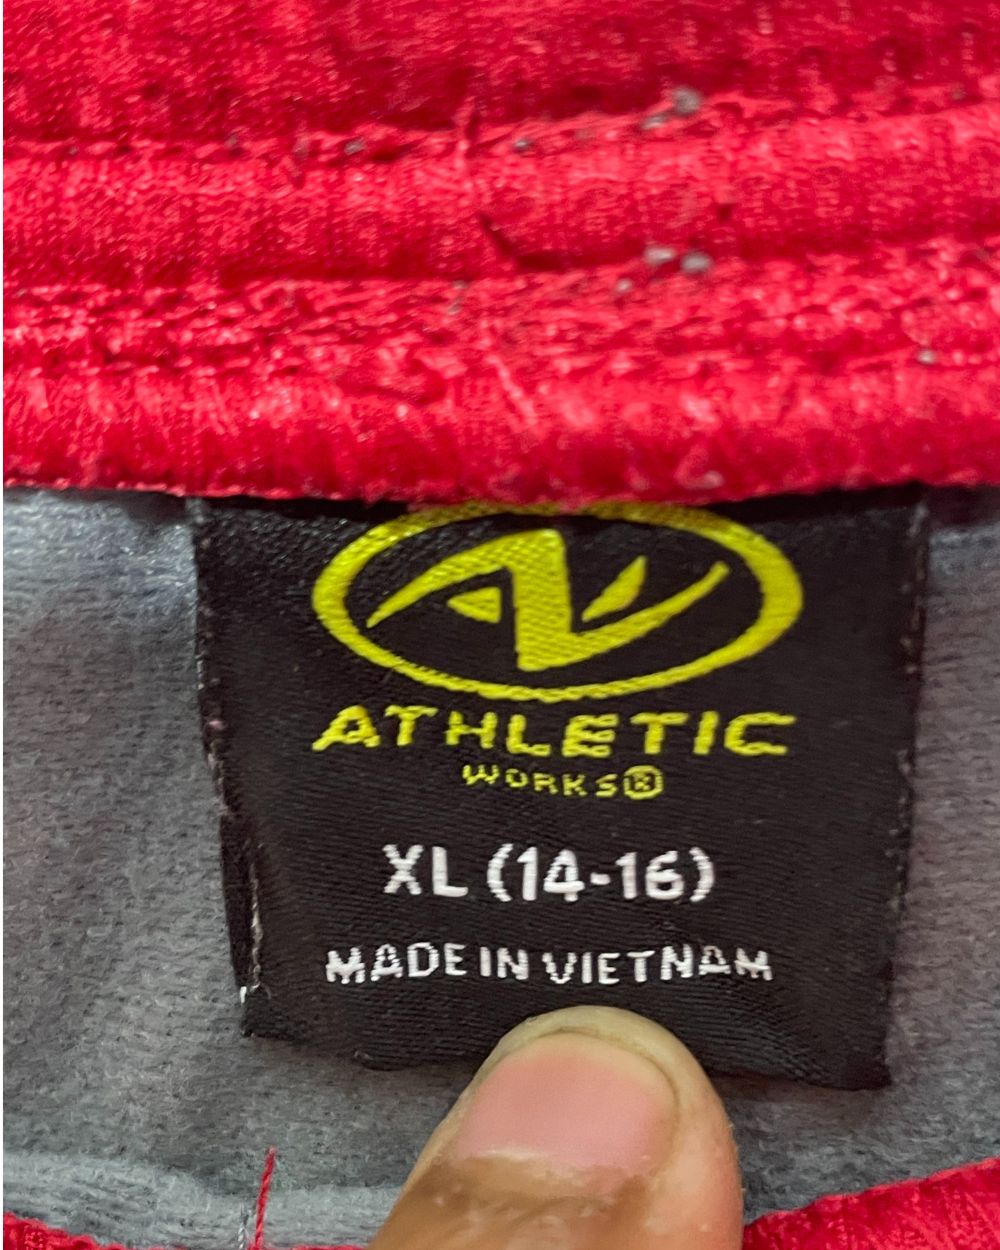 ATHLETIC
WORKS®
XL (14-16)
MADE IN VIETNAM